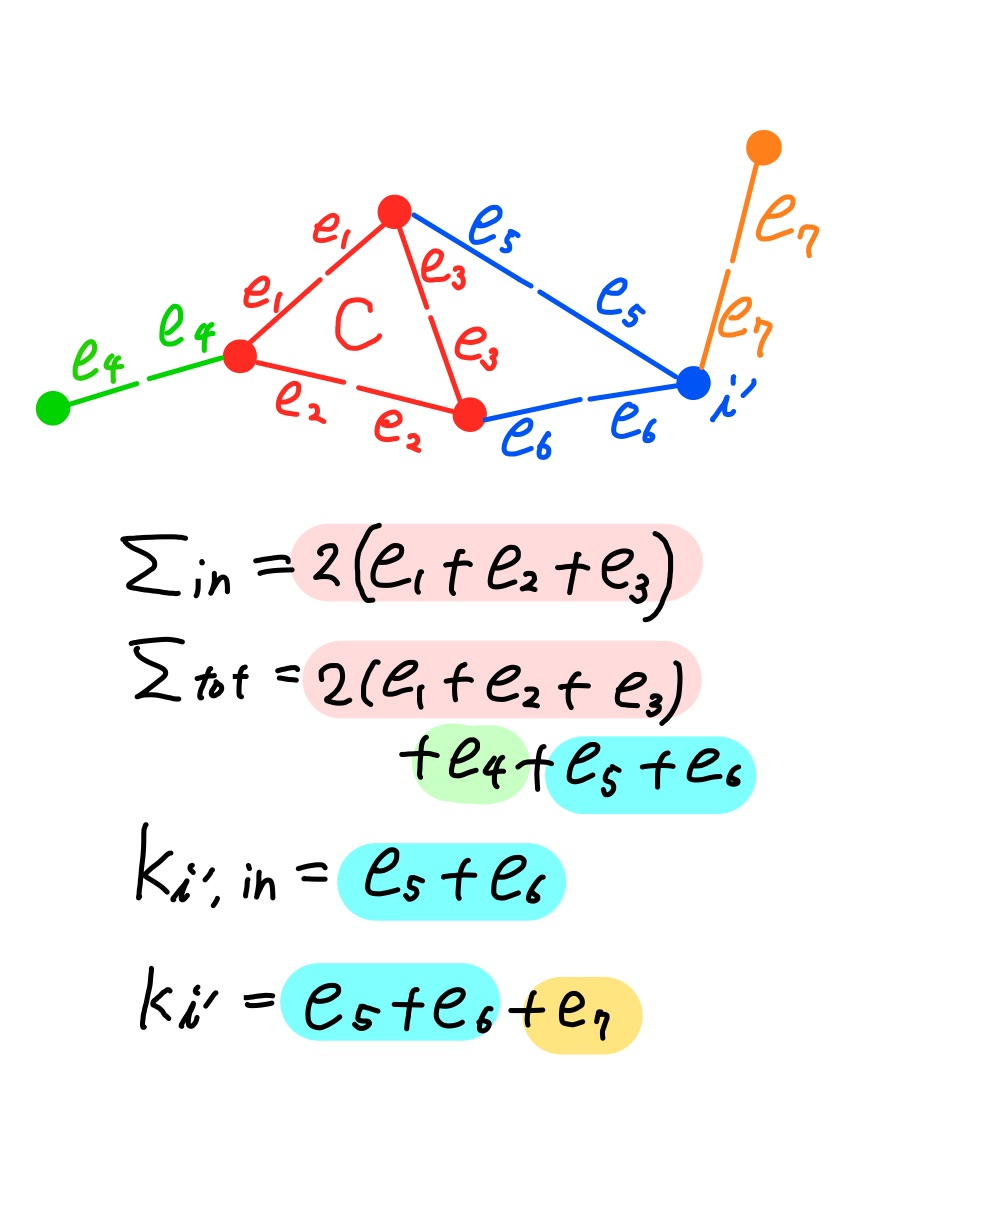 e₇
e₁ e₅
e₃
e₁ C e₅
e₄ e₇
e₄ e₃
e₂ i′
e₂ e₆ e₆
Σin = 2(e₁ + e₂ + e₃)
Σtot = 2(e₁ + e₂ + e₃)
+ e₄ + e₅ + e₆
ki′, in = e₅ + e₆
ki′ = e₅ + e₆ + e₇